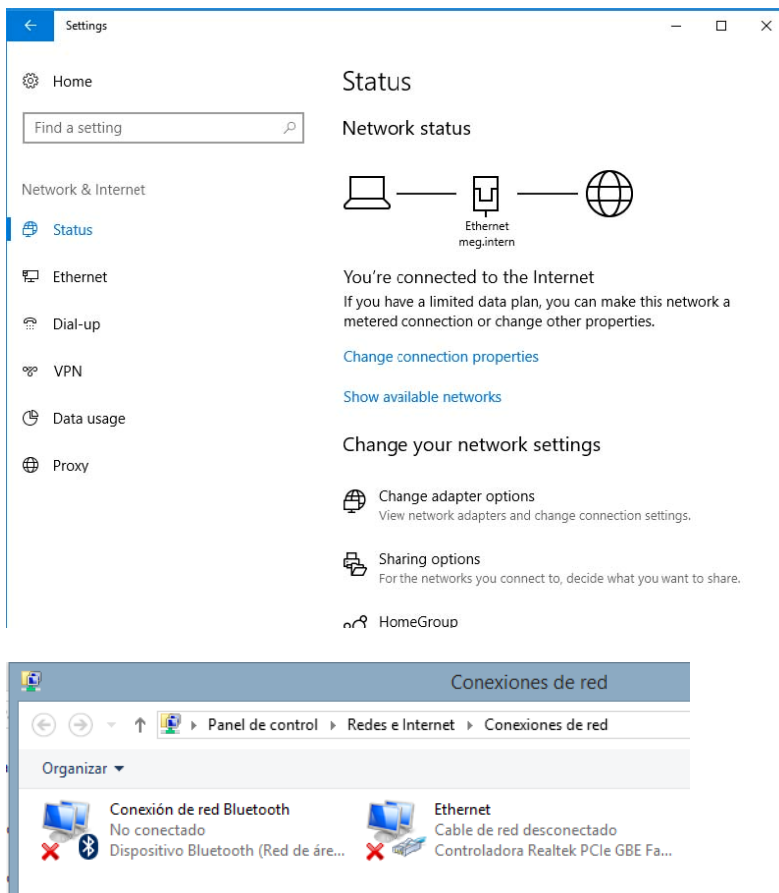 Settings
Home
Find a setting
Network & Internet
Status
Ethernet
Dial-up
VPN
Data usage
Proxy
Status
Network status
Ethernet
meg.intern
You're connected to the Internet
If you have a limited data plan, you can make this network a
metered connection or change other properties.
Change connection properties
Show available networks
Change your network settings
Change adapter options
View network adapters and change connection settings.
Sharing options
For the networks you connect to, decide what you want to share.
HomeGroup
Conexiones de red
Panel de control Redes e Internet Conexiones de red
Organizar
Conexión de red Bluetooth
No conectado
Dispositivo Bluetooth (Red de áre...
Ethernet
Cable de red desconectado
Controladora Realtek PCIe GBE Fa...